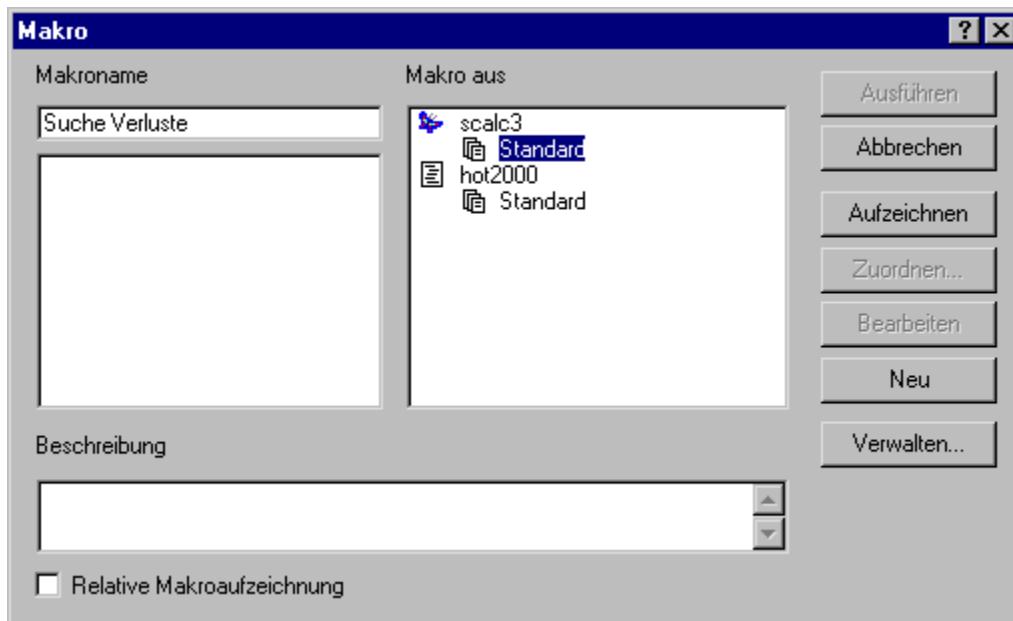 Makro
Makroname
Makro aus
Suche Verluste
scalc3
Standard
hot2000
Standard
Ausführen
Abbrechen
Aufzeichnen
Zuordnen...
Bearbeiten
Neu
Verwalten...
Beschreibung
Relative Makroaufzeichnung